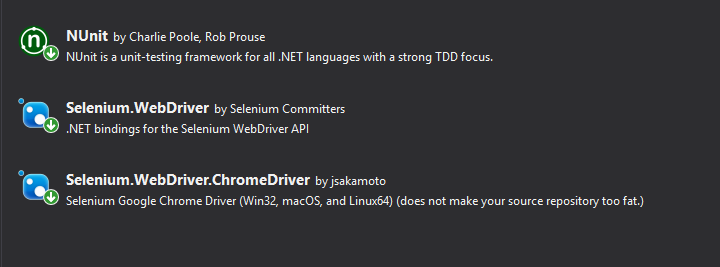 NUnit by Charlie Poole, Rob Prouse
NUnit is a unit-testing framework for all .NET languages with a strong TDD focus.
Selenium.WebDriver by Selenium Committers
.NET bindings for the Selenium WebDriver API
Selenium.WebDriver.ChromeDriver by jsakamoto
Selenium Google Chrome Driver (Win32, macOS, and Linux64) (does not make your source repository too fat.)